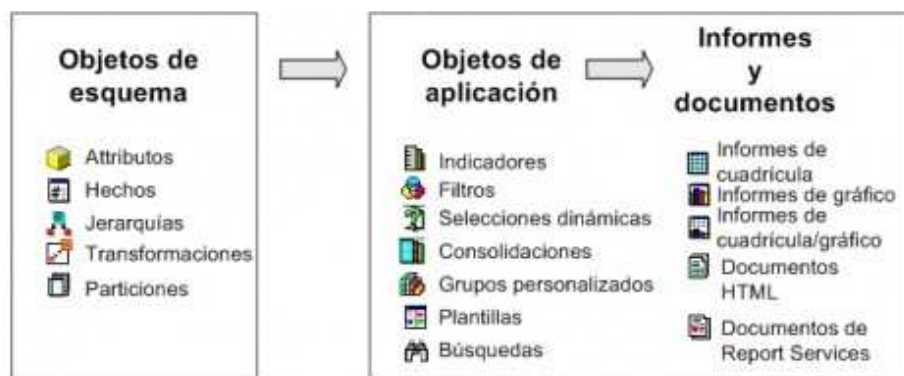 Objetos de
esquema
Attributos
Hechos
Jerarquías
Transformaciones
Particiones
Objetos de
aplicación
Indicadores
Filtros
Selecciones dinámicas
Consolidaciones
Grupos personalizados
Plantillas
Búsquedas
Informes
y
documentos
Informes de
cuadrícula
Informes de gráfico
Informes de
cuadrícula/gráfico
Documentos
HTML
Documentos de
Report Services